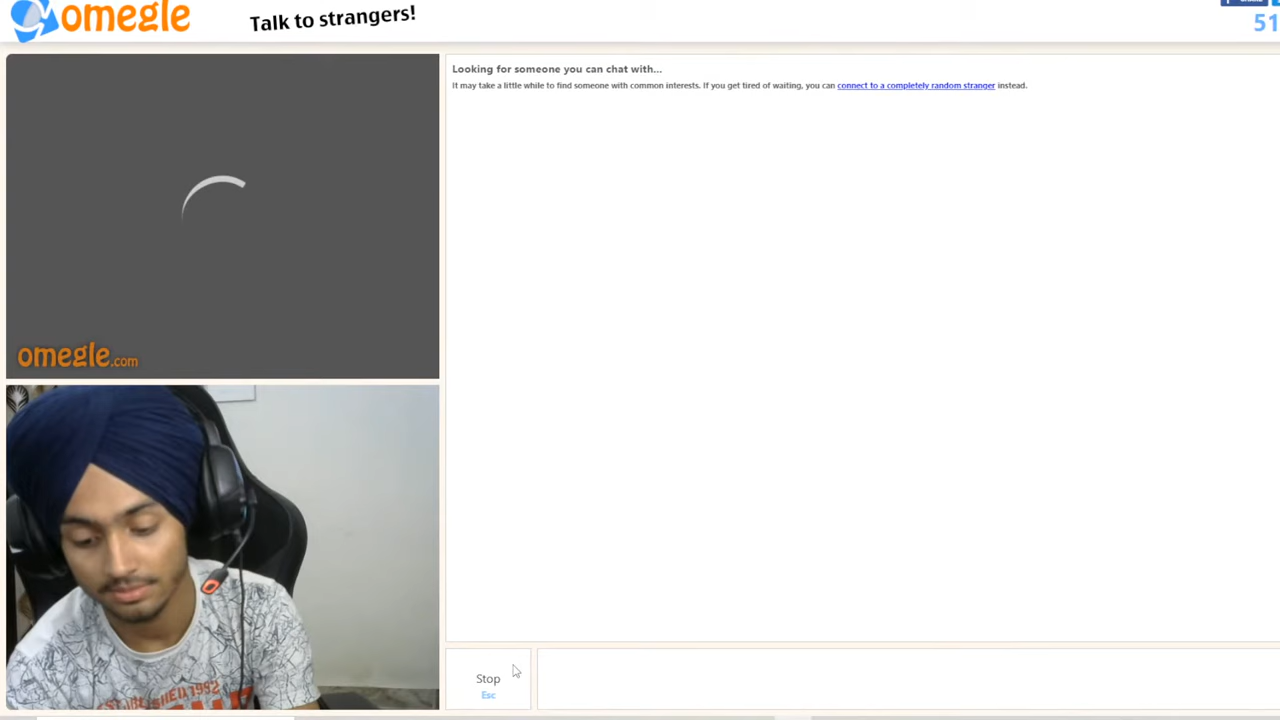 omegle
Talk to strangers!
51
Looking for someone you can chat with...
It may take a little while to find someone with common interests. If you get tired of waiting, you can connect to a completely random stranger instead.
omegle.com
Stop
Esc